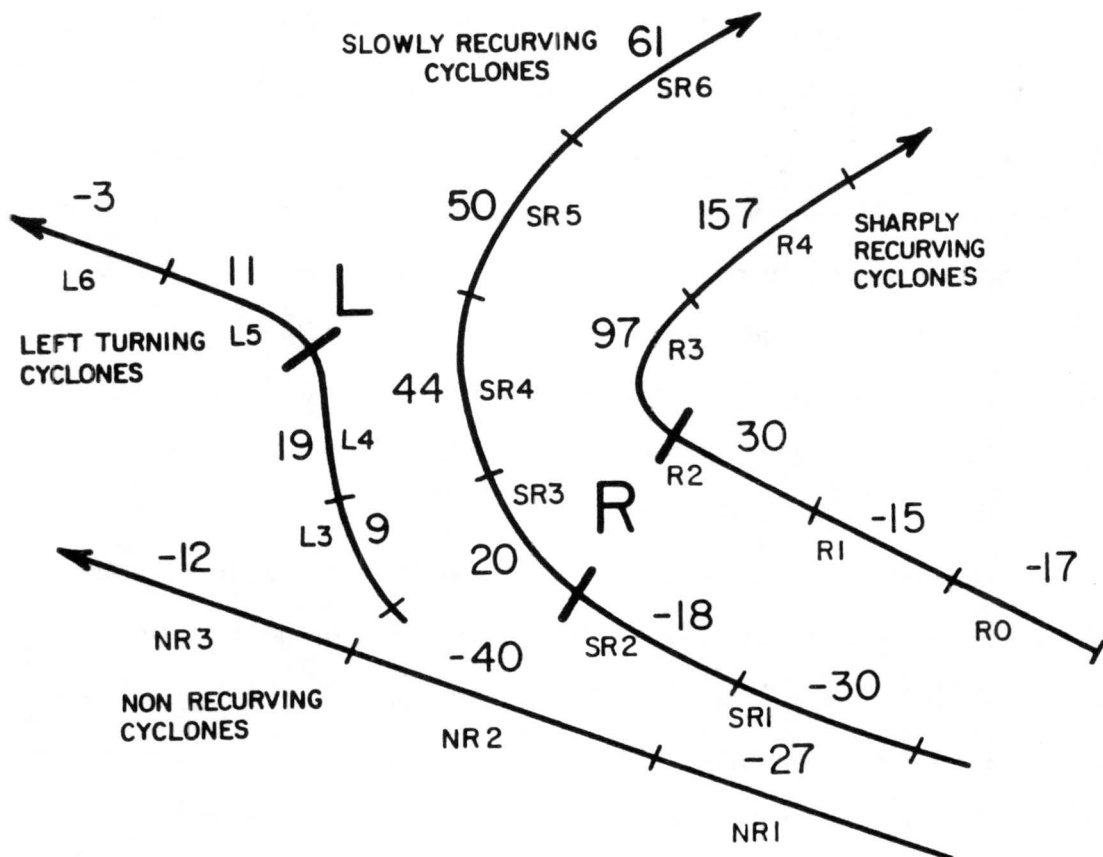 SLOWLY RECURVING
CYCLONES
61
SR6
-3
50
SR5
157
R4
SHARPLY
RECURVING
CYCLONES
L6
11
L
L5
LEFT TURNING
CYCLONES
97
R3
44
SR4
19
L4
30
R2
SR3
R
L3
9
-15
R1
-12
20
-17
R0
-18
SR2
NR3
-40
-30
SR1
NON RECURVING
CYCLONES
NR2
-27
NR1